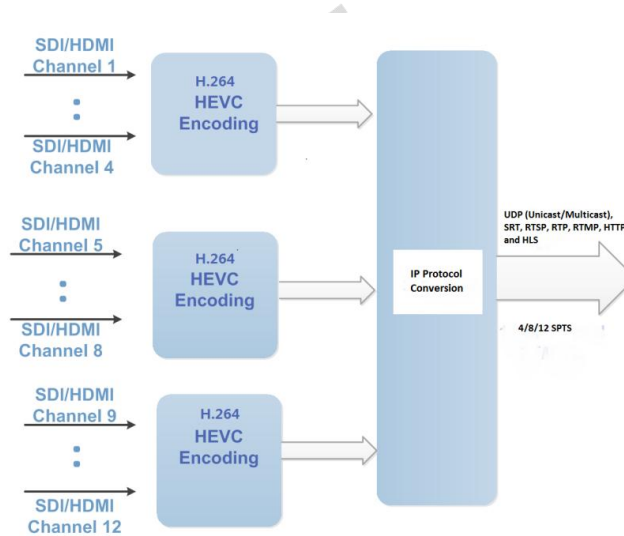 SDI/HDMI
Channel 1
SDI/HDMI
Channel 4
H.264
HEVC
Encoding
SDI/HDMI
Channel 5
SDI/HDMI
Channel 8
H.264
HEVC
Encoding
SDI/HDMI
Channel 9
SDI/HDMI
Channel 12
H.264
HEVC
Encoding
IP Protocol
Conversion
UDP (Unicast/Multicast),
SRT, RTSP, RTP, RTMP, HTTP
and HLS
4/8/12 SPTS